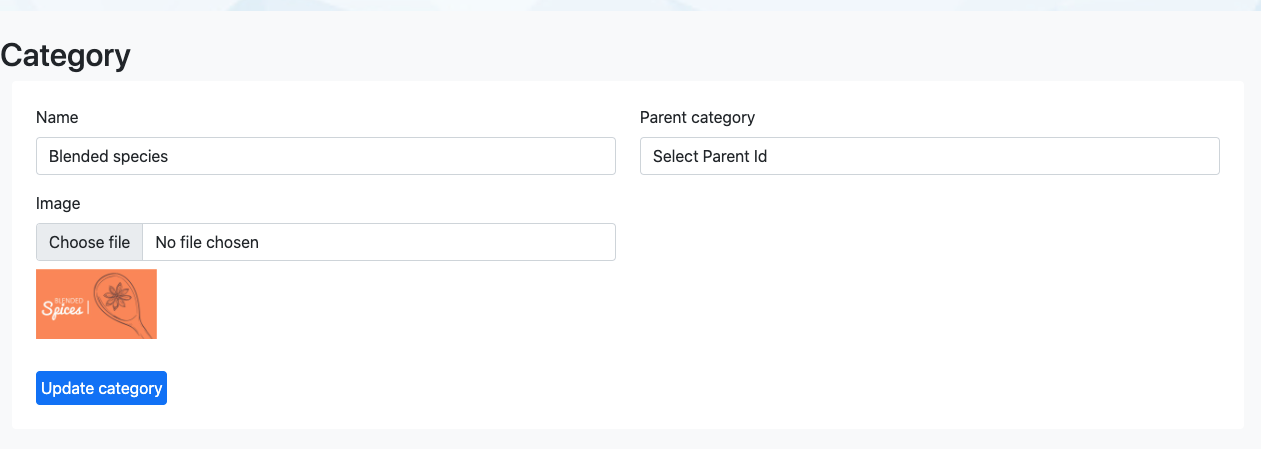 Category
Name
Parent category
Blended species
Select Parent Id
Image
Choose file No file chosen
BLENDED
Spices
Update category